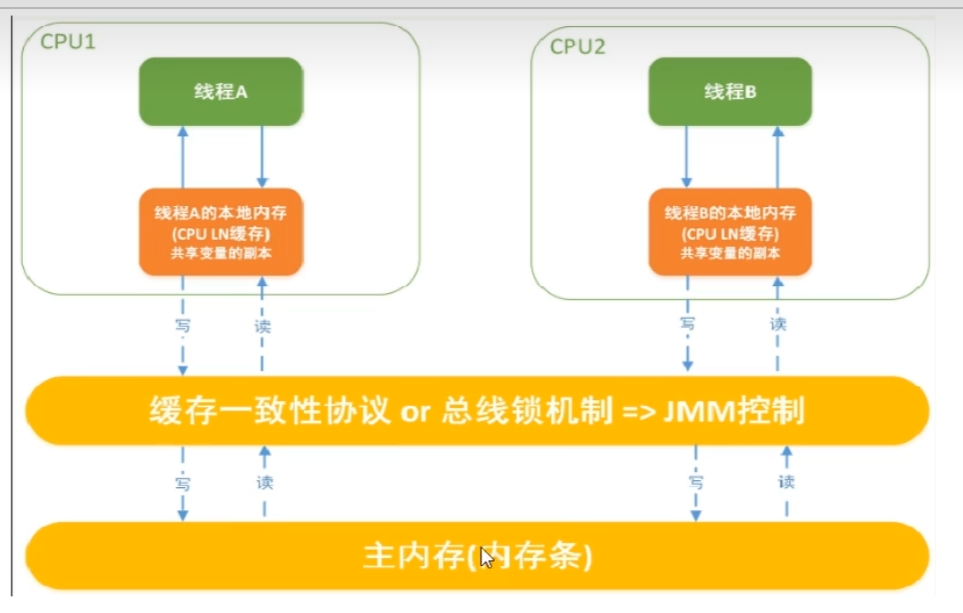 CPU1
CPU2
线程A
线程B
线程A的本地内存
(CPU LN缓存)
共享变量的副本
线程B的本地内存
(CPU LN缓存)
共享变量的副本
写
读
写
读
缓存一致性协议 or 总线锁机制 => JMM控制
写
读
写
读
主内存(内存条)